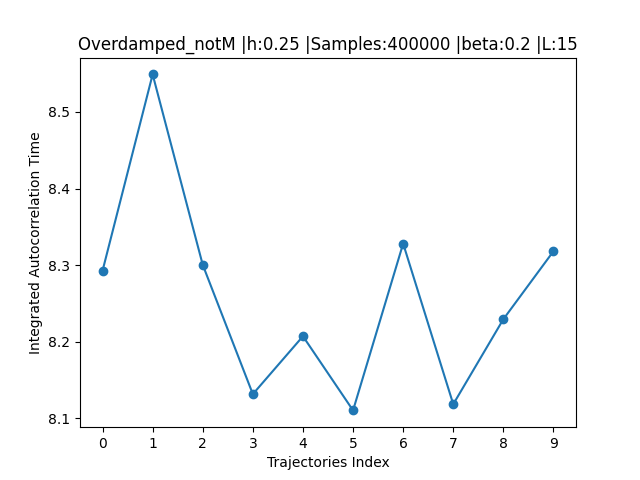 Overdamped_notM |h:0.25 |Samples:400000 |beta:0.2 |L:15
Integrated Autocorrelation Time
8.5
8.4
8.3
8.2
8.1
0 1 2 3 4 5 6 7 8 9
Trajectories Index